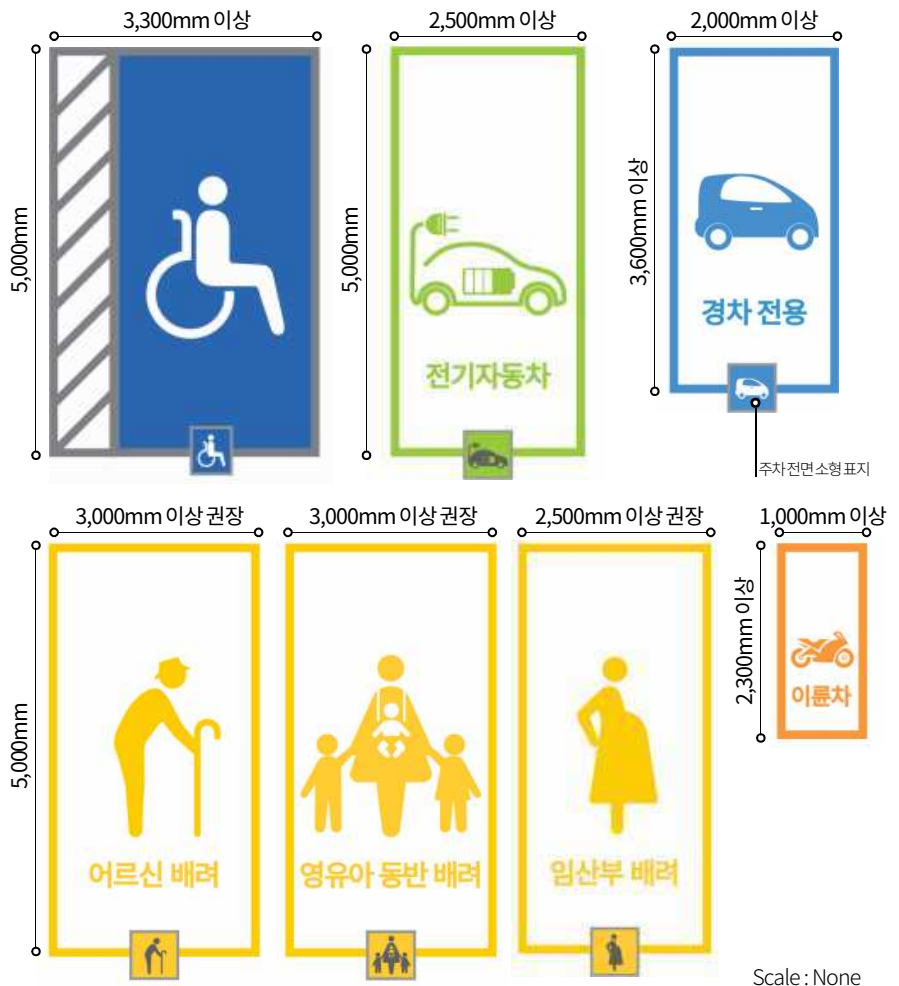 3,300mm 이상
2,500mm 이상
2,000mm 이상
5,000mm
5,000mm
3,600mm 이상
전기자동차
경차 전용
주차 전면 소형 표지
3,000mm 이상 권장
3,000mm 이상 권장
2,500mm 이상 권장
1,000mm 이상
5,000mm
2,300mm 이상
이륜차
어르신 배려
영유아 동반 배려
임산부 배려
Scale : None